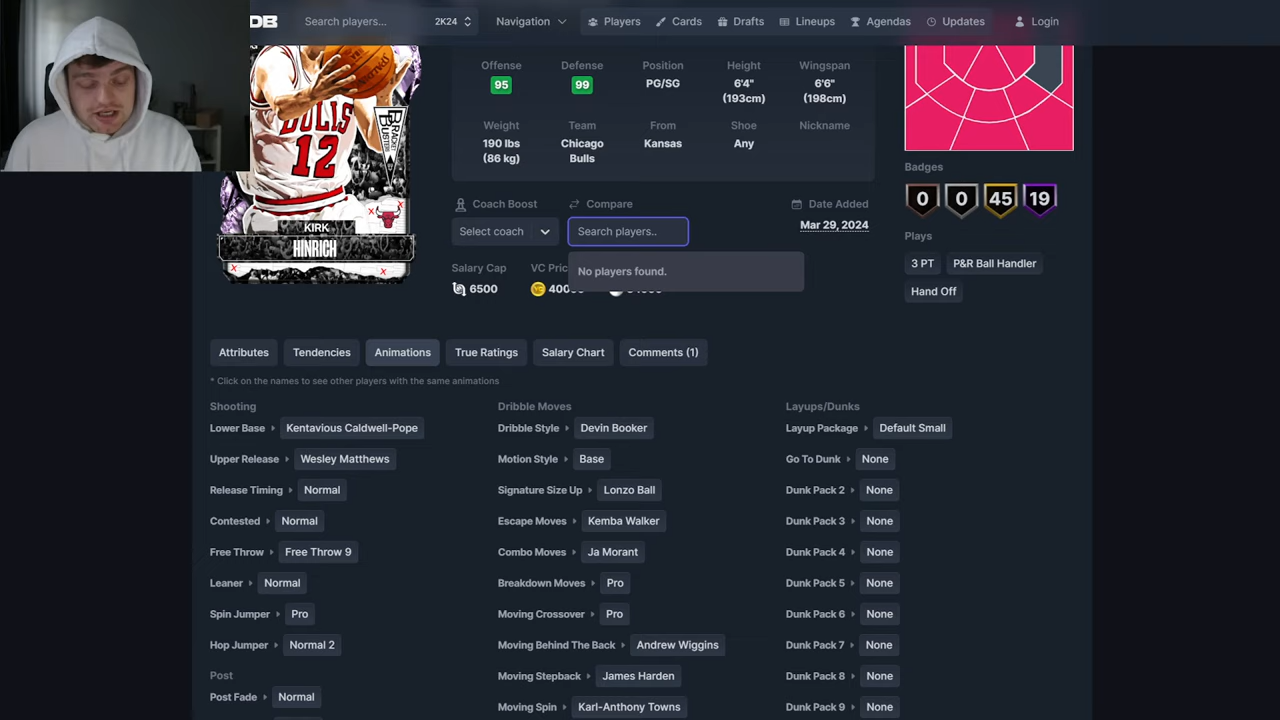 DB
Search players...
2K24
Navigation
Players
Cards
Drafts
Lineups
Agendas
Updates
Login
BULLS
12
BRACKET BUSTER
KIRK
HINRICH
Offense
95
Defense
99
Position
PG/SG
Height
6'4"
(193cm)
Wingspan
6'6"
(198cm)
Weight
190 lbs
(86 kg)
Team
Chicago
Bulls
From
Kansas
Shoe
Any
Nickname
Coach Boost
Select coach
Compare
Search players..
No players found.
Date Added
Mar 29, 2024
Salary Cap
6500
VC Pric
Badges
0 0 45 19
Plays
3 PT
P&R Ball Handler
Hand Off
Attributes
Tendencies
Animations
True Ratings
Salary Chart
Comments (1)
* Click on the names to see other players with the same animations
Shooting
Lower Base Kentavious Caldwell-Pope
Upper Release Wesley Matthews
Release Timing Normal
Contested Normal
Free Throw Free Throw 9
Leaner Normal
Spin Jumper Pro
Hop Jumper Normal 2
Post
Post Fade Normal
Dribble Moves
Dribble Style Devin Booker
Motion Style Base
Signature Size Up Lonzo Ball
Escape Moves Kemba Walker
Combo Moves Ja Morant
Breakdown Moves Pro
Moving Crossover Pro
Moving Behind The Back Andrew Wiggins
Moving Stepback James Harden
Moving Spin Karl-Anthony Towns
Layups/Dunks
Layup Package Default Small
Go To Dunk None
Dunk Pack 2 None
Dunk Pack 3 None
Dunk Pack 4 None
Dunk Pack 5 None
Dunk Pack 6 None
Dunk Pack 7 None
Dunk Pack 8 None
Dunk Pack 9 None